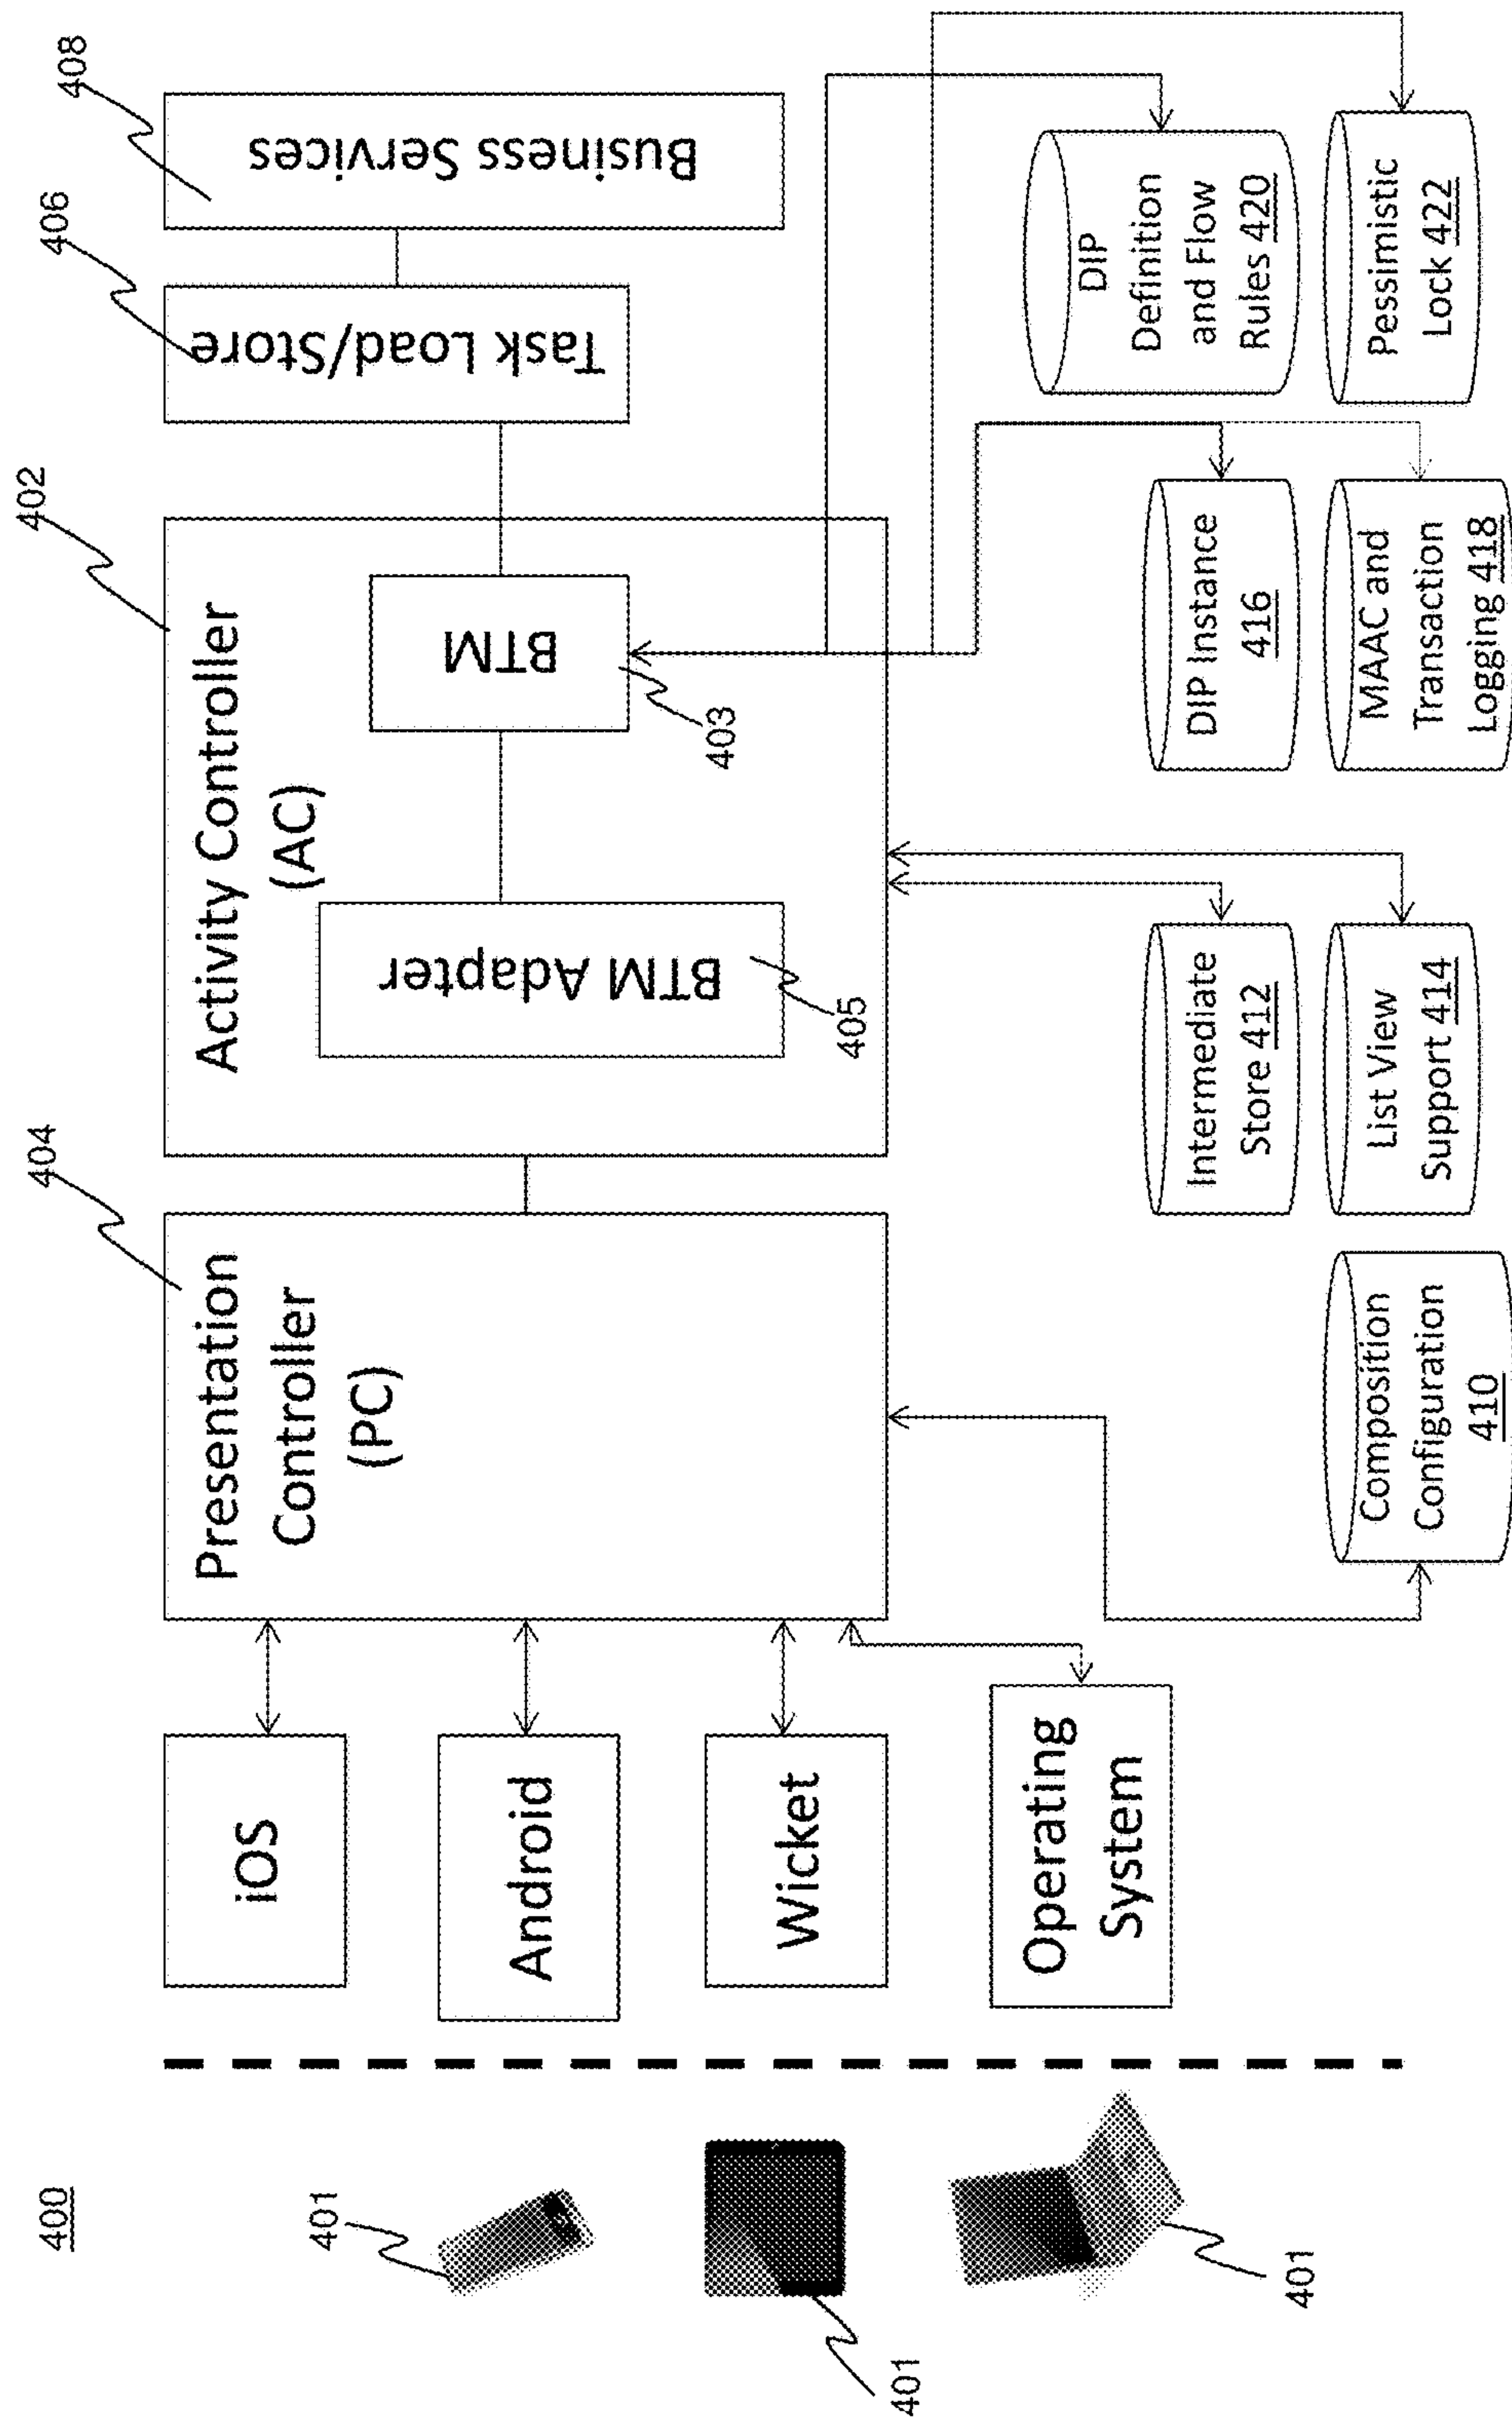 400
401
401
401
iOS
Android
Wicket
Operating
System
404
Presentation
Controller
(PC)
402
Activity Controller
(AC)
BTM Adapter
405
BTM
403
406
Task Load/Store
408
Business Services
Composition
Configuration
410
Intermediate
Store 412
List View
Support 414
DIP Instance
416
MAAC and
Transaction
Logging 418
DIP
Definition
and Flow
Rules 420
Pessimistic
Lock 422